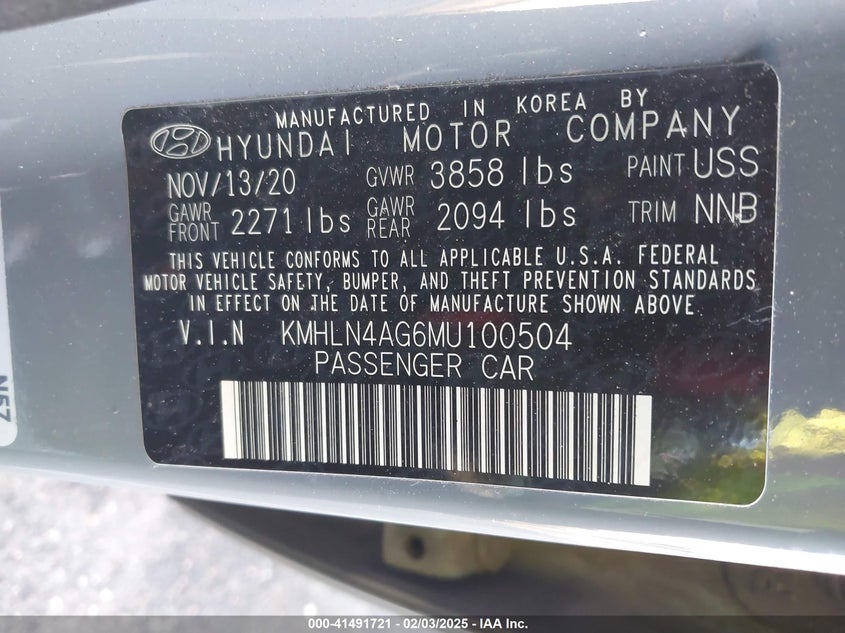 MANUFACTURED IN KOREA BY
HYUNDAI MOTOR COMPANY
NOV/13/20 GVWR 3858 lbs PAINT USS
GAWR FRONT 2271 lbs GAWR REAR 2094 lbs TRIM NNB
THIS VEHICLE CONFORMS TO ALL APPLICABLE U.S.A. FEDERAL
MOTOR VEHICLE SAFETY, BUMPER, AND THEFT PREVENTION STANDARDS
IN EFFECT ON THE DATE OF MANUFACTURE SHOWN ABOVE
V.I.N KMHLN4AG6MU100504
PASSENGER CAR
N57
000-41491721 - 02/03/2025 - IAA Inc.